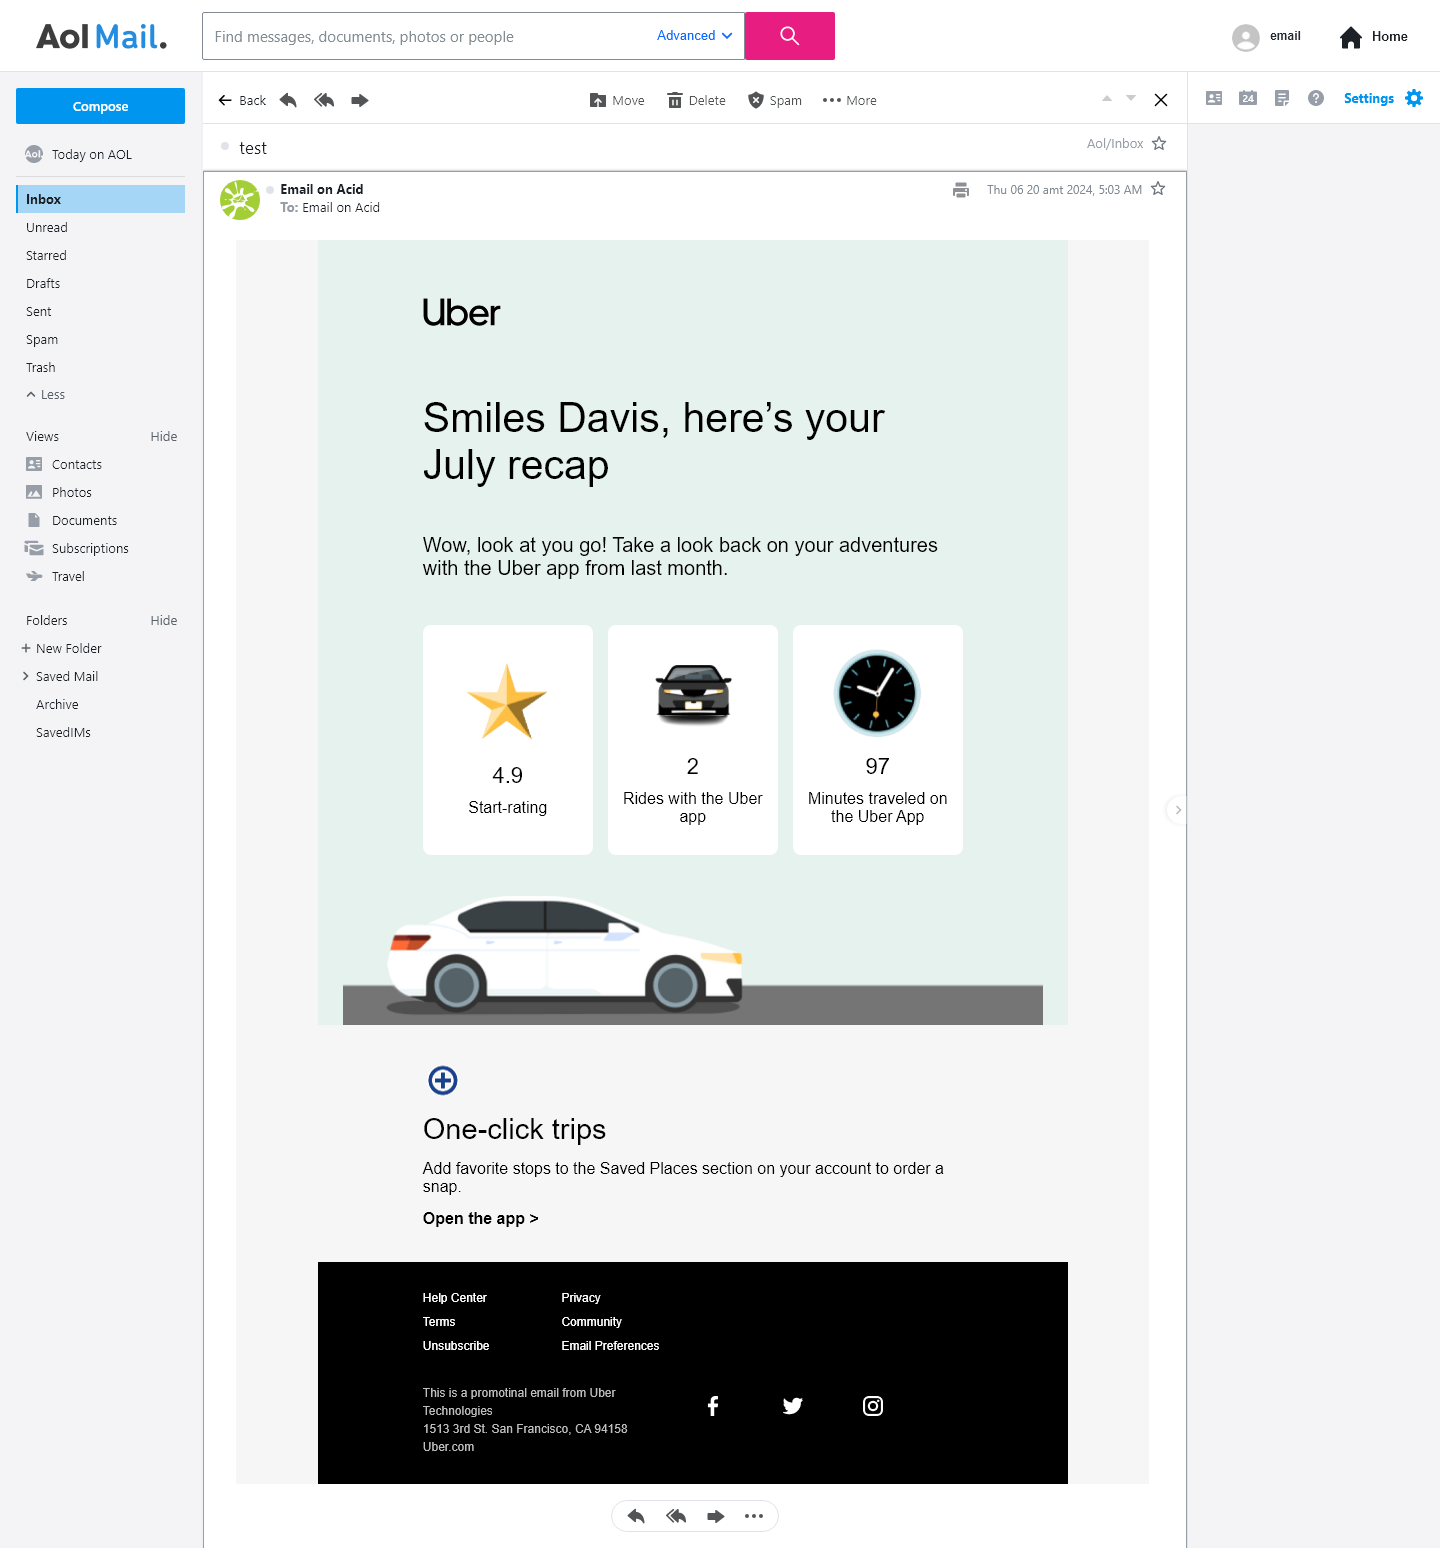 Aol Mail.
Find messages, documents, photos or people
Advanced
email
Home
Compose
Back
Move
Delete
Spam
More
24
Settings
Aol.
Today on AOL
test
Aol/Inbox
Inbox
Unread
Starred
Drafts
Sent
Spam
Trash
Less
Views
Hide
Contacts
Photos
Documents
Subscriptions
Travel
Folders
Hide
New Folder
Saved Mail
Archive
SavedIMs
Email on Acid
Thu 06 20 amt 2024, 5:03 AM
To: Email on Acid
Uber
Smiles Davis, here’s your
July recap
Wow, look at you go! Take a look back on your adventures
with the Uber app from last month.
4.9
Start-rating
2
Rides with the Uber
app
97
Minutes traveled on
the Uber App
One-click trips
Add favorite stops to the Saved Places section on your account to order a
snap.
Open the app >
Help Center
Privacy
Terms
Community
Unsubscribe
Email Preferences
This is a promotinal email from Uber
Technologies
1513 3rd St. San Francisco, CA 94158
Uber.com